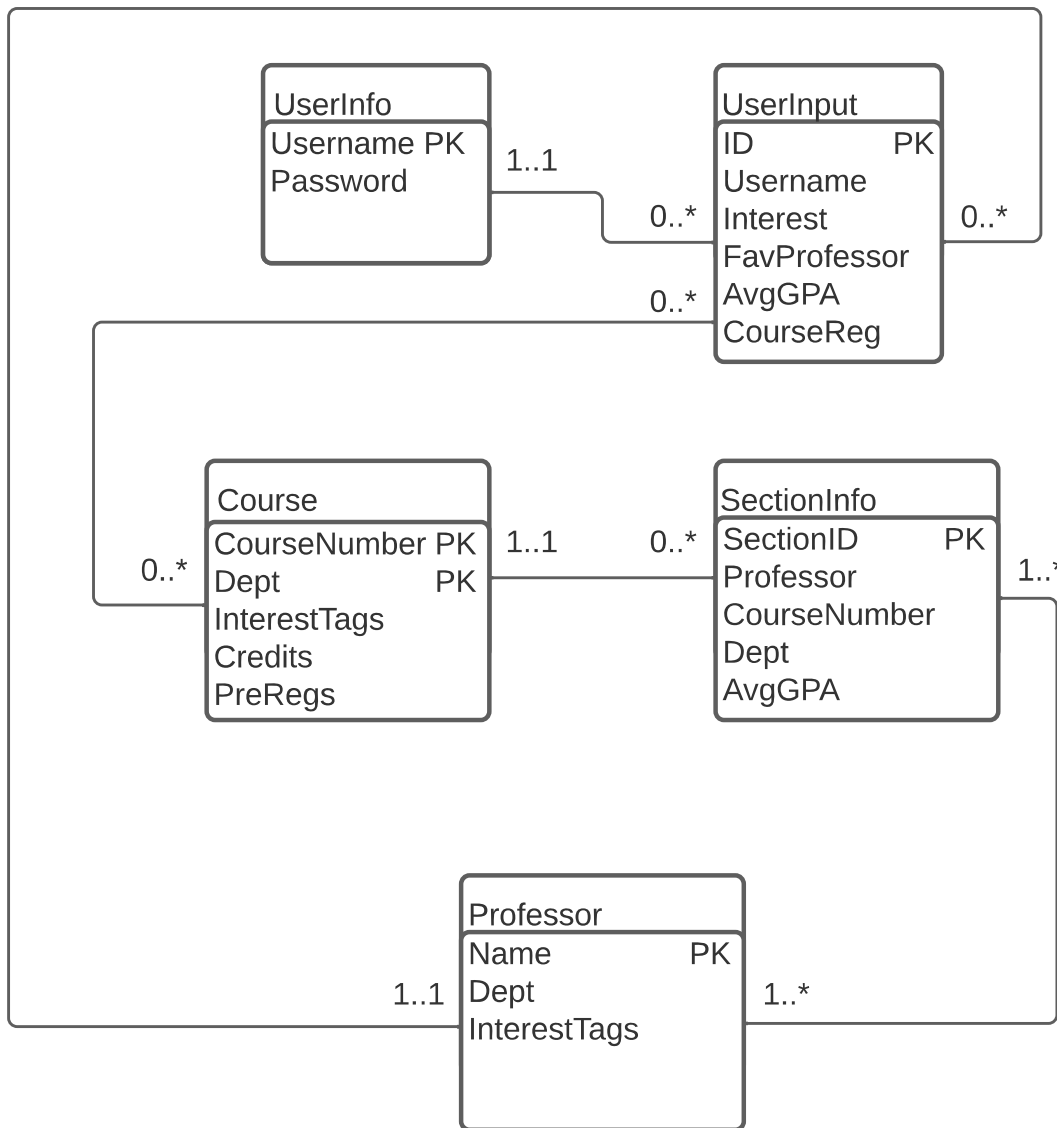 UserInfo
Username PK
Password
1..1
0..*
UserInput
ID PK
Username
Interest
FavProfessor
AvgGPA
CourseReg
0..*
0..*
Course
CourseNumber PK
Dept PK
InterestTags
Credits
PreRegs
0..*
1..1
0..*
SectionInfo
SectionID PK
Professor
CourseNumber
Dept
AvgGPA
1..*
Professor
Name PK
Dept
InterestTags
1..1
1..*